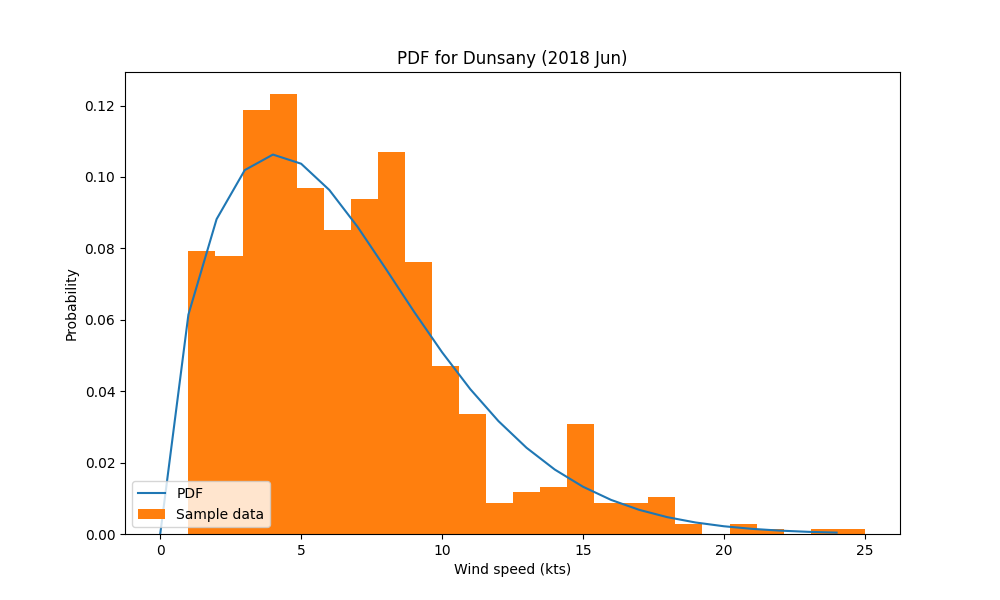 PDF for Dunsany (2018 Jun)
0.12
0.10
0.08
0.06
0.04
0.02
0.00
Probability
PDF
Sample data
0 5 10 15 20 25
Wind speed (kts)